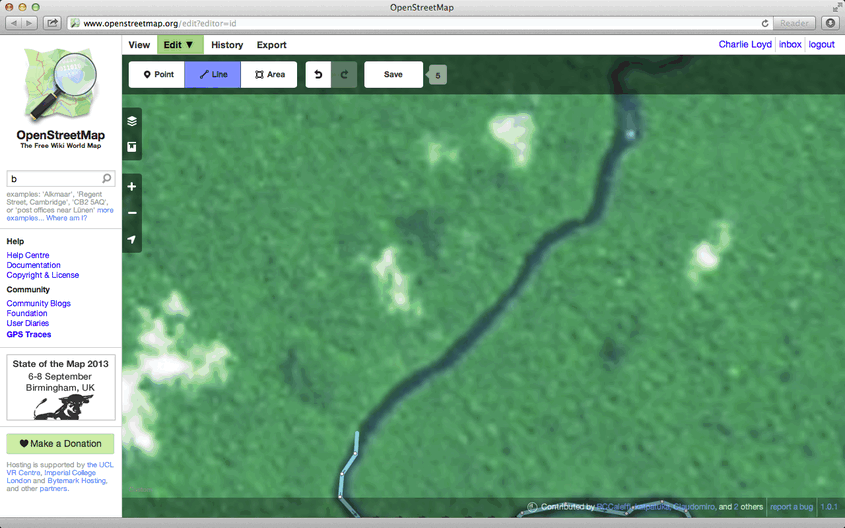 OpenStreetMap
www.openstreetmap.org/edit?editor=id
Reader
View
Edit ▼
History
Export
Charlie Loyd
inbox
logout
Point
Line
Area
Save
5
OpenStreetMap
The Free Wiki World Map
b
examples: 'Alkmaar', 'Regent
Street, Cambridge', 'CB2 5AQ',
or 'post offices near Lünen' more
examples... Where am I?
Help
Help Centre
Documentation
Copyright & License
Community
Community Blogs
Foundation
User Diaries
GPS Traces
State of the Map 2013
6-8 September
Birmingham, UK
Make a Donation
Hosting is supported by the UCL
VR Centre, Imperial College
London and Bytemark Hosting,
and other partners.
Contributed by
and 2 others
report a bug
1.0.1